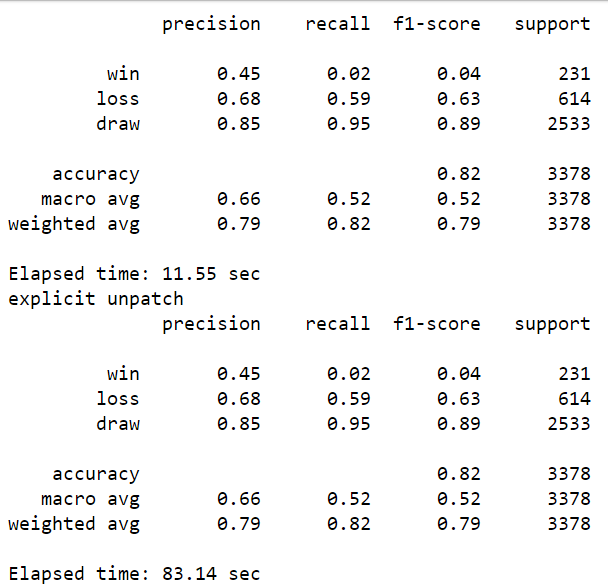 precision recall f1-score support
win 0.45 0.02 0.04 231
loss 0.68 0.59 0.63 614
draw 0.85 0.95 0.89 2533
accuracy 0.82 3378
macro avg 0.66 0.52 0.52 3378
weighted avg 0.79 0.82 0.79 3378
Elapsed time: 11.55 sec
explicit unpatch
precision recall f1-score support
win 0.45 0.02 0.04 231
loss 0.68 0.59 0.63 614
draw 0.85 0.95 0.89 2533
accuracy 0.82 3378
macro avg 0.66 0.52 0.52 3378
weighted avg 0.79 0.82 0.79 3378
Elapsed time: 83.14 sec